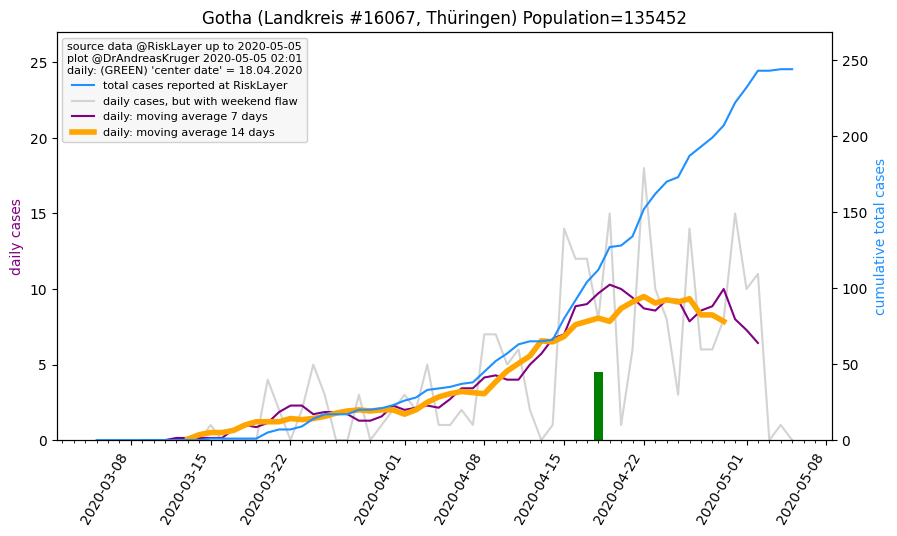 Gotha (Landkreis #16067, Thüringen) Population=135452
source data @RiskLayer up to 2020-05-05
plot @DrAndreasKruger 2020-05-05 02:01
daily: (GREEN) 'center date' = 18.04.2020
total cases reported at RiskLayer
daily cases, but with weekend flaw
daily: moving average 7 days
daily: moving average 14 days
daily cases
25
20
15
10
5
0
cumulative total cases
250
200
150
100
50
0
2020-03-08
2020-03-15
2020-03-22
2020-04-01
2020-04-08
2020-04-15
2020-04-22
2020-05-01
2020-05-08